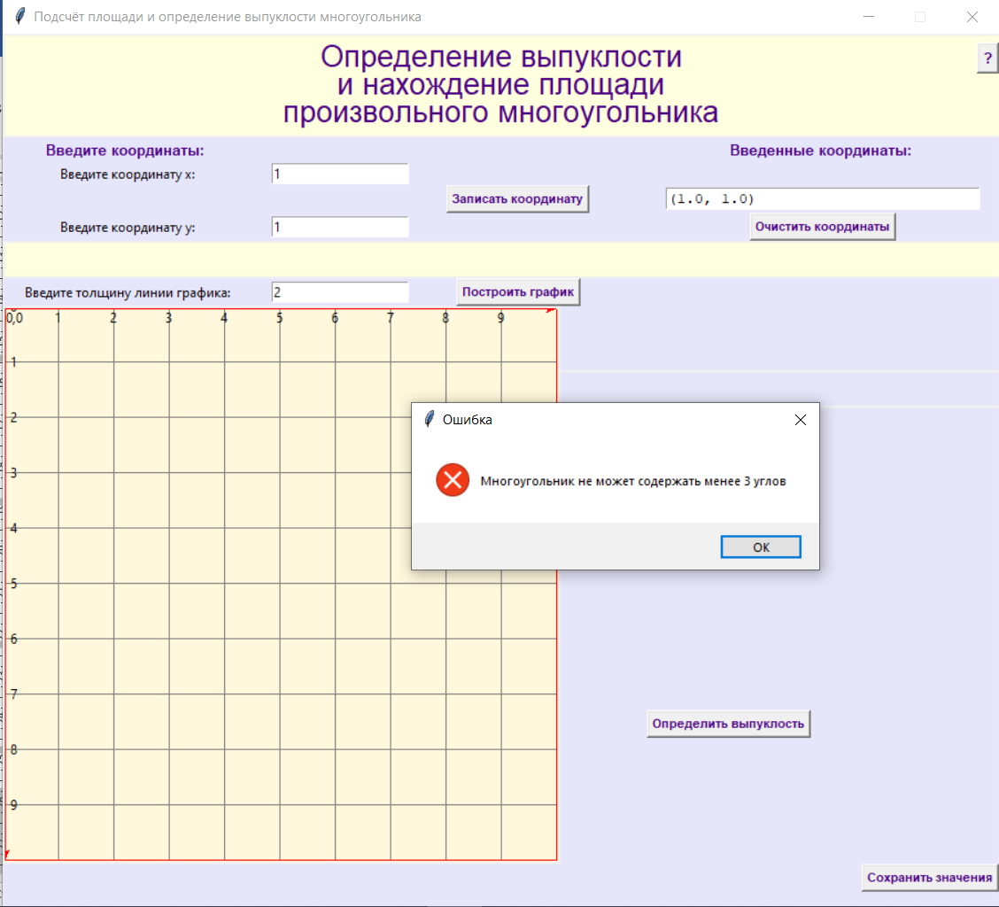 Подсчёт площади и определение выпуклости многоугольника
Определение выпуклости
и нахождение площади
произвольного многоугольника
?
Введите координаты:
Введенные координаты:
Введите координату x:
1
Записать координату
(1.0, 1.0)
Введите координату y:
1
Очистить координаты
Введите толщину линии графика:
2
Построить график
0,0 1 2 3 4 5 6 7 8 9
1
2
3
4
5
6
7
8
9
Ошибка
Многоугольник не может содержать менее 3 углов
OK
Определить выпуклость
Сохранить значения